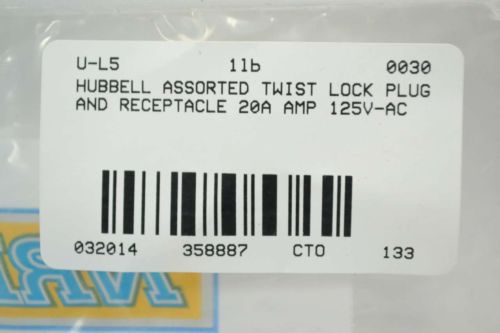 U-L5 1lb 0030
HUBBELL ASSORTED TWIST LOCK PLUG
AND RECEPTACLE 20A AMP 125V-AC
032014 358887 CTO 133